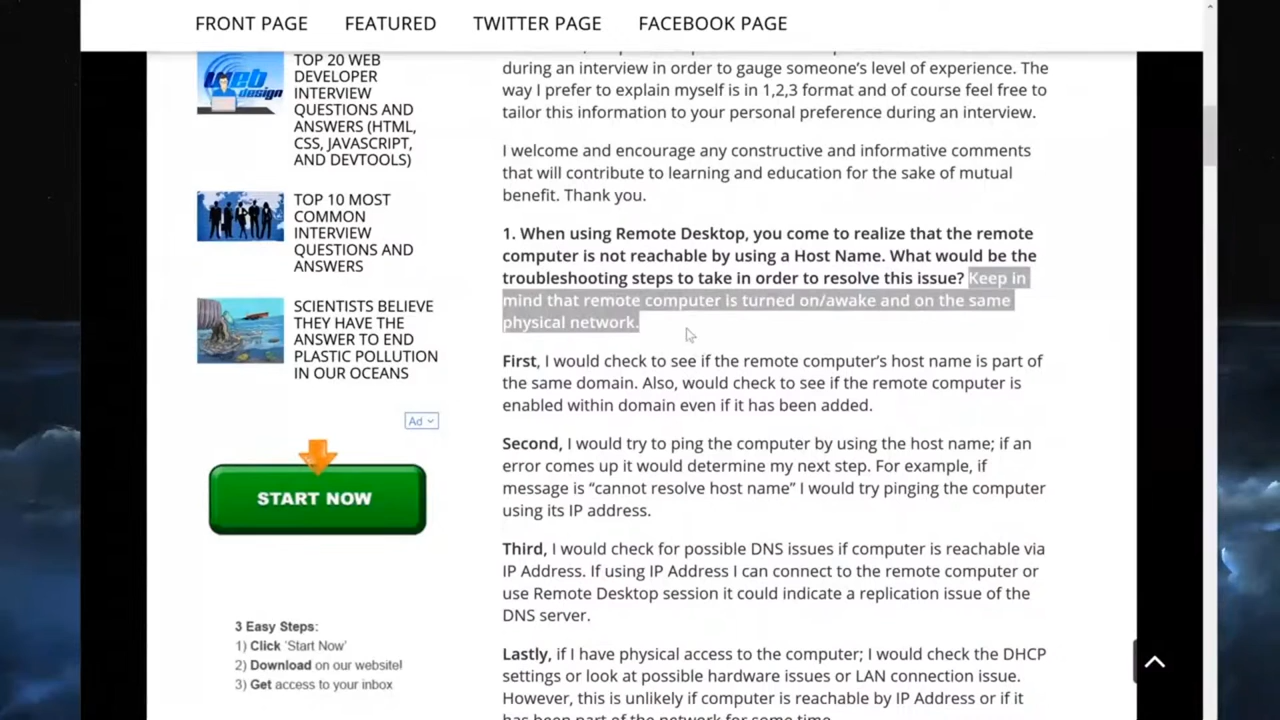 FRONT PAGE
FEATURED
TWITTER PAGE
FACEBOOK PAGE
TOP 20 WEB
DEVELOPER
INTERVIEW
QUESTIONS AND
ANSWERS (HTML,
CSS, JAVASCRIPT,
AND DEVTOOLS)
web
design
TOP 10 MOST
COMMON
INTERVIEW
QUESTIONS AND
ANSWERS
SCIENTISTS BELIEVE
THEY HAVE THE
ANSWER TO END
PLASTIC POLLUTION
IN OUR OCEANS
Ad
START NOW
3 Easy Steps:
1) Click 'Start Now'
2) Download on our website!
3) Get access to your inbox
during an interview in order to gauge someone's level of experience. The
way I prefer to explain myself is in 1,2,3 format and of course feel free to
tailor this information to your personal preference during an interview.
I welcome and encourage any constructive and informative comments
that will contribute to learning and education for the sake of mutual
benefit. Thank you.
1. When using Remote Desktop, you come to realize that the remote
computer is not reachable by using a Host Name. What would be the
troubleshooting steps to take in order to resolve this issue? Keep in
mind that remote computer is turned on/awake and on the same
physical network.
First, I would check to see if the remote computer's host name is part of
the same domain. Also, would check to see if the remote computer is
enabled within domain even if it has been added.
Second, I would try to ping the computer by using the host name; if an
error comes up it would determine my next step. For example, if
message is “cannot resolve host name” I would try pinging the computer
using its IP address.
Third, I would check for possible DNS issues if computer is reachable via
IP Address. If using IP Address I can connect to the remote computer or
use Remote Desktop session it could indicate a replication issue of the
DNS server.
Lastly, if I have physical access to the computer; I would check the DHCP
settings or look at possible hardware issues or LAN connection issue.
However, this is unlikely if computer is reachable by IP Address or if it
has been part of the network for some time.